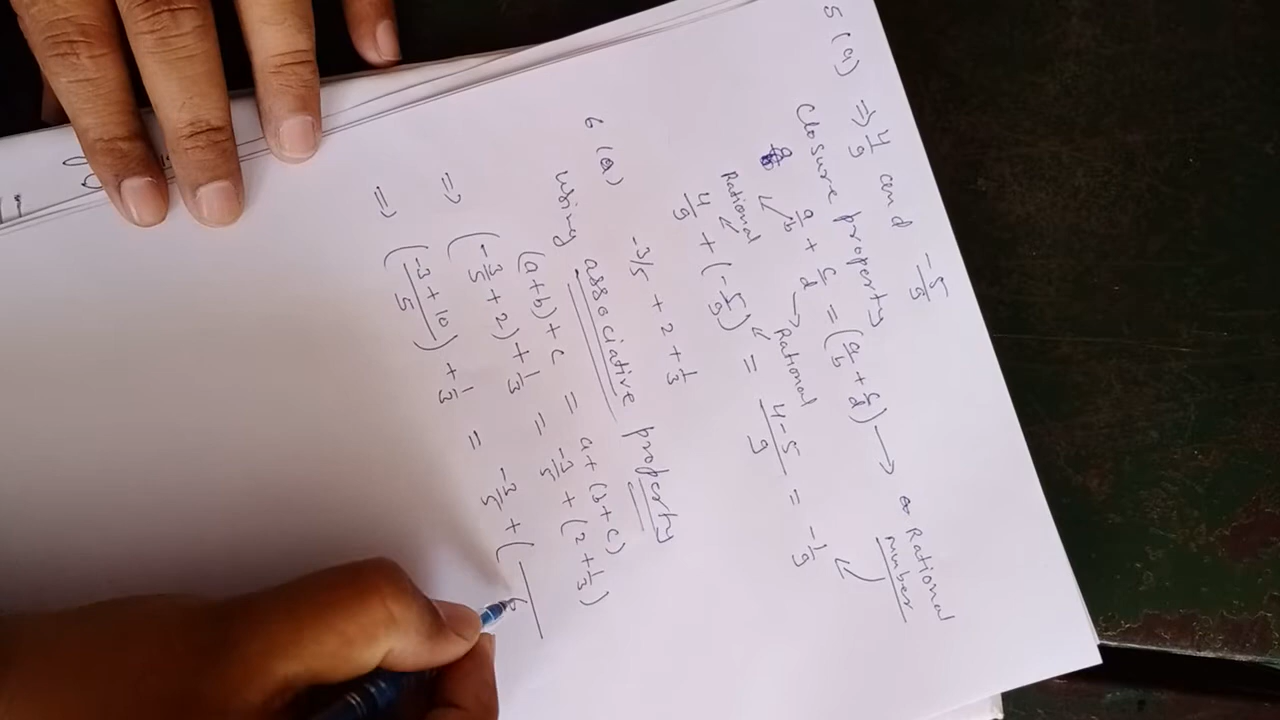 5 (a) => 4/9 and -5/9
Closure property
a/b + c/d = (a/b + c/d) → Rational number
Rational Rational
4/9 + (-5/9) = 4-5/9 = -1/9
6 (a) -3/5 + 2 + 1/3
using associative property
(a+b) + c = a + (b+c)
=> (-3/5 + 2) + 1/3 = -3/5 + (2 + 1/3)
=> (-3+10/5) + 1/3 = -3/5 + (